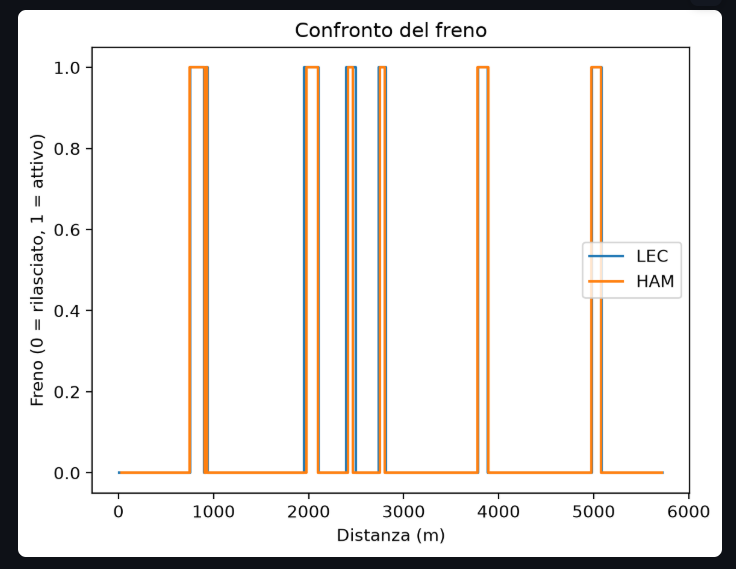 Confronto del freno
Freno (0 = rilasciato, 1 = attivo)
1.0
0.8
0.6
0.4
0.2
0.0
LEC
HAM
0 1000 2000 3000 4000 5000 6000
Distanza (m)